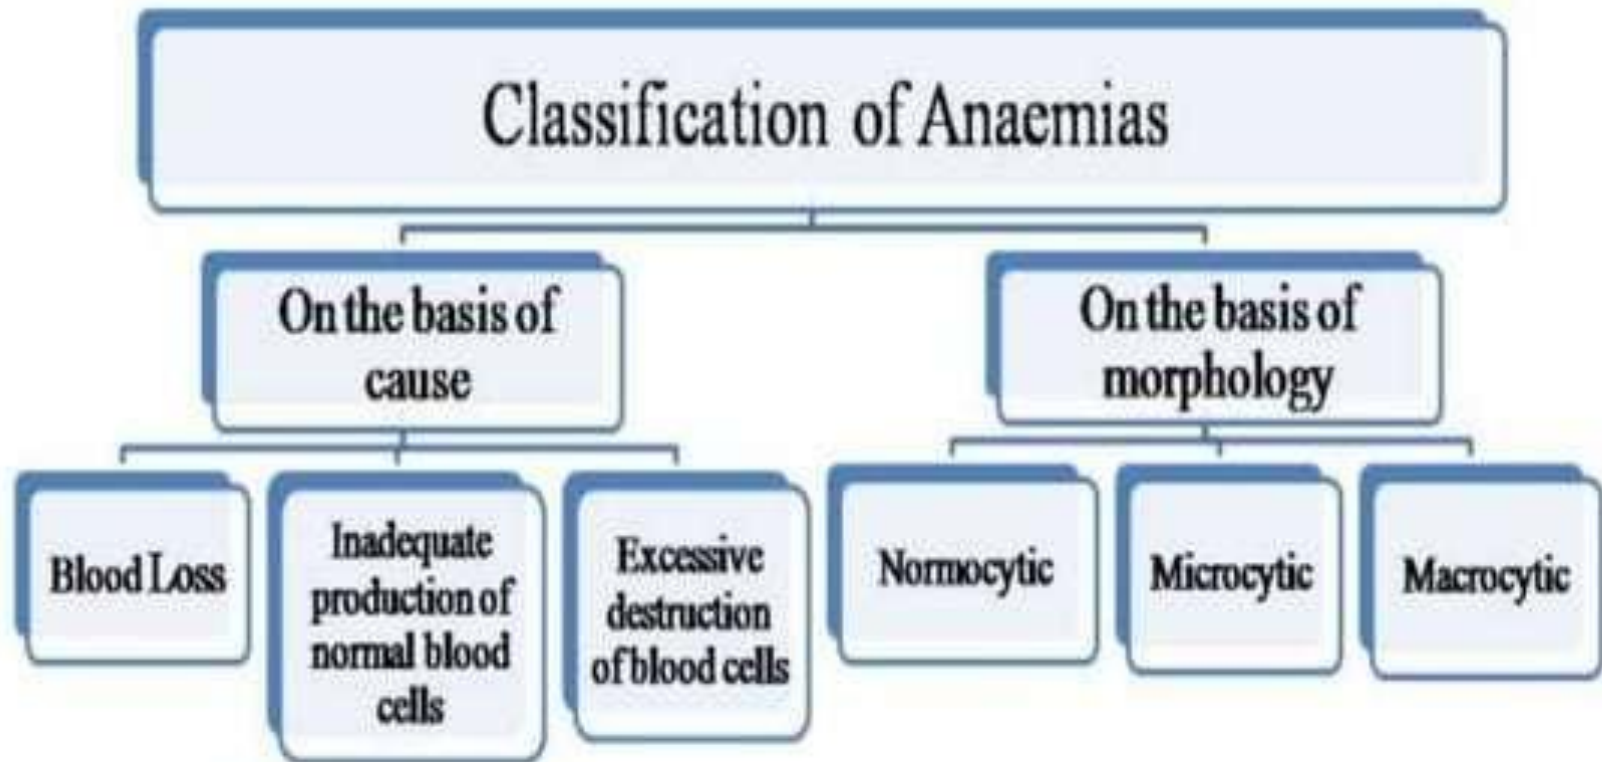 Classification of Anaemias
On the basis of
cause
On the basis of
morphology
Blood Loss
Inadequate
production of
normal blood
cells
Excessive
destruction
of blood cells
Normocytic
Microcytic
Macrocytic